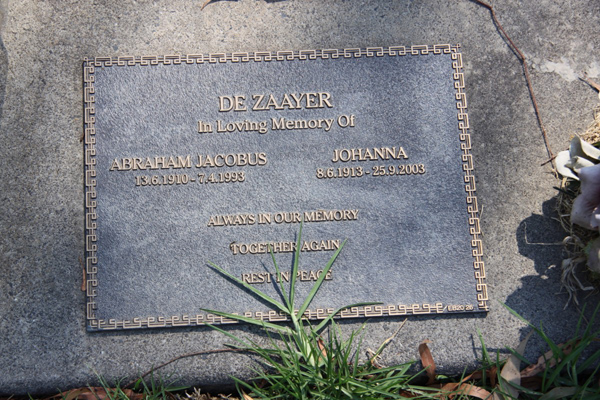 DE ZAAYER
In Loving Memory Of
ABRAHAM JACOBUS
13.6.1910 - 7.4.1993
JOHANNA
8.6.1913 - 25.9.2003
ALWAYS IN OUR MEMORY
TOGETHER AGAIN
REST IN PEACE